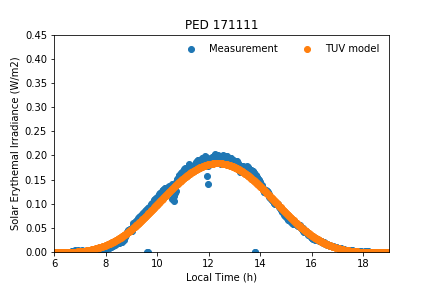 PED 171111
Measurement TUV model
Solar Erythemal Irradiance (W/m2)
0.45
0.40
0.35
0.30
0.25
0.20
0.15
0.10
0.05
0.00
6 8 10 12 14 16 18
Local Time (h)